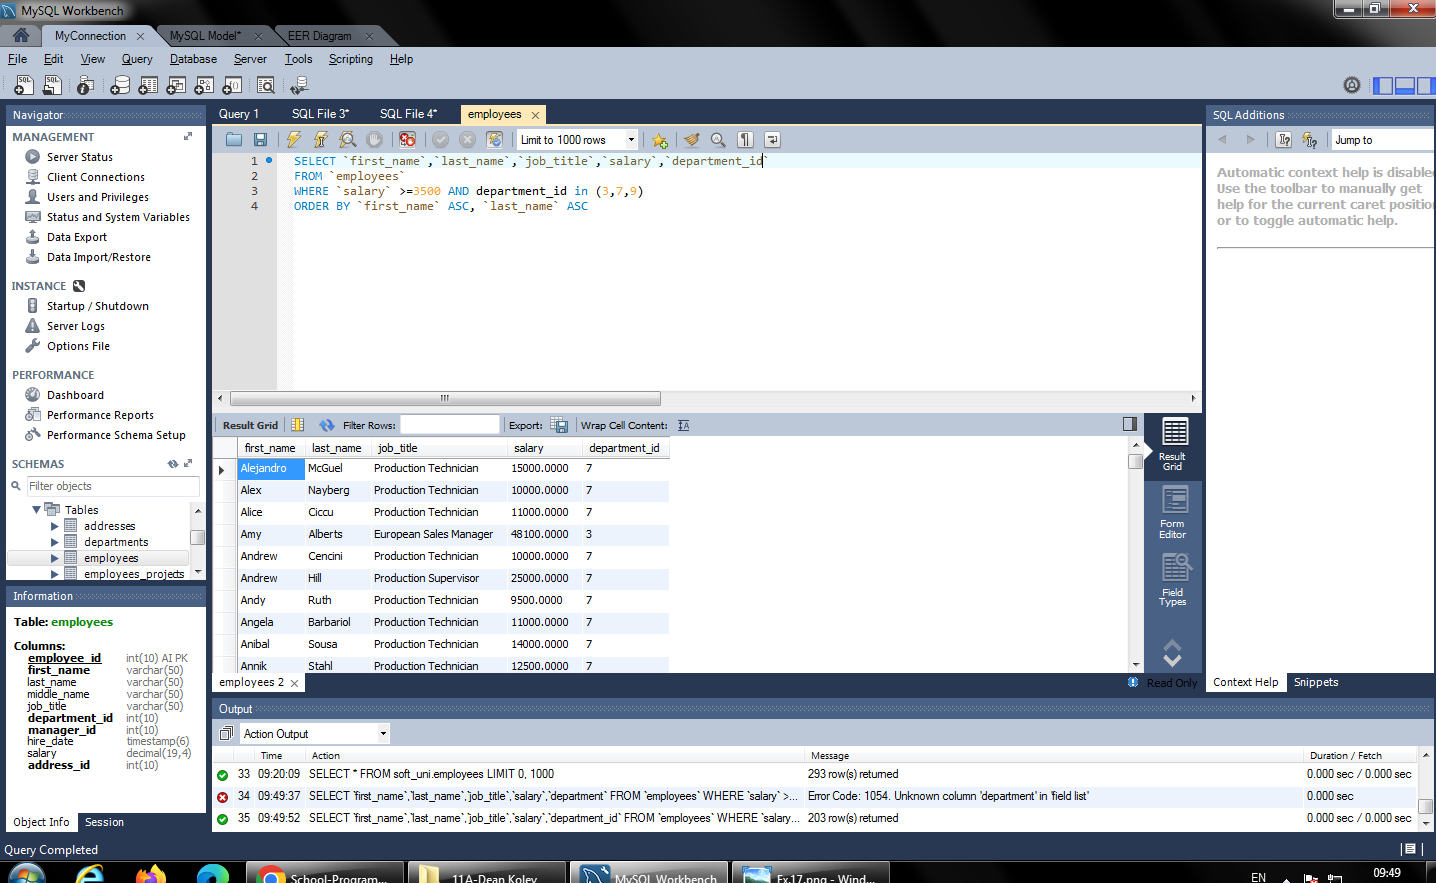 MySQL Workbench
MyConnection
MySQL Model*
EER Diagram
File Edit View Query Database Server Tools Scripting Help
Navigator
MANAGEMENT
Server Status
Client Connections
Users and Privileges
Status and System Variables
Data Export
Data Import/Restore
INSTANCE
Startup / Shutdown
Server Logs
Options File
PERFORMANCE
Dashboard
Performance Reports
Performance Schema Setup
SCHEMAS
Filter objects
Tables
addresses
departments
employees
employees_projects
Information
Table: employees
Columns:
employee_id int(10) AI PK
first_name varchar(50)
last_name varchar(50)
middle_name varchar(50)
job_title varchar(50)
department_id int(10)
manager_id int(10)
hire_date timestamp(6)
salary decimal(19,4)
address_id int(10)
Object Info Session
Query 1 SQL File 3* SQL File 4* employees
Limit to 1000 rows
1 SELECT `first_name`,`last_name`,`job_title`,`salary`,`department_id`
2 FROM `employees`
3 WHERE `salary` >=3500 AND department_id in (3,7,9)
4 ORDER BY `first_name` ASC, `last_name` ASC
Result Grid Filter Rows: Export: Wrap Cell Content:
first_name last_name job_title salary department_id
Alejandro McGuel Production Technician 15000.0000 7
Alex Nayberg Production Technician 10000.0000 7
Alice Ciccu Production Technician 11000.0000 7
Amy Alberts European Sales Manager 48100.0000 3
Andrew Cencini Production Technician 10000.0000 7
Andrew Hill Production Supervisor 25000.0000 7
Andy Ruth Production Technician 9500.0000 7
Angela Barbariol Production Technician 11000.0000 7
Anibal Sousa Production Technician 14000.0000 7
Annik Stahl Production Technician 12500.0000 7
Result
Grid
Form
Editor
Field
Types
employees 2
Read Only
SQL Additions
Jump to
Automatic context help is disabled
Use the toolbar to manually get
help for the current caret position
or to toggle automatic help.
Context Help Snippets
Output
Action Output
Time Action Message Duration / Fetch
33 09:20:09 SELECT * FROM soft_uni.employees LIMIT 0, 1000 293 row(s) returned 0.000 sec / 0.000 sec
34 09:49:37 SELECT `first_name`,`last_name`,`job_title`,`salary`,`department` FROM `employees` WHERE `salary` >... Error Code: 1054. Unknown column 'department' in 'field list' 0.000 sec
35 09:49:52 SELECT `first_name`,`last_name`,`job_title`,`salary`,`department_id` FROM `employees` WHERE `salary... 203 row(s) returned 0.000 sec / 0.000 sec
Query Completed
School-Program...
11A-Dean Kolev
MySQL Workbench
Ex.17.png - Wind...
EN
09:49